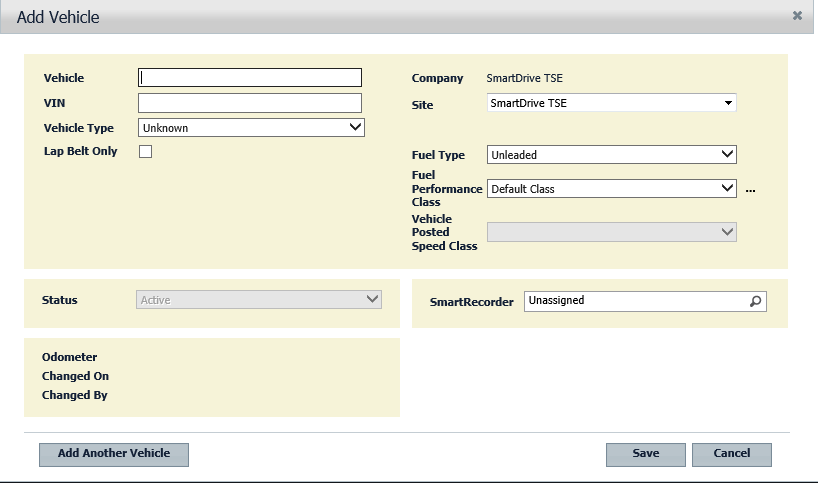 Add Vehicle
Vehicle
VIN
Vehicle Type Unknown
Lap Belt Only
Company SmartDrive TSE
Site SmartDrive TSE
Fuel Type Unleaded
Fuel
Performance Default Class ...
Class
Vehicle
Posted
Speed Class
Status Active
SmartRecorder Unassigned
Odometer
Changed On
Changed By
Add Another Vehicle Save Cancel